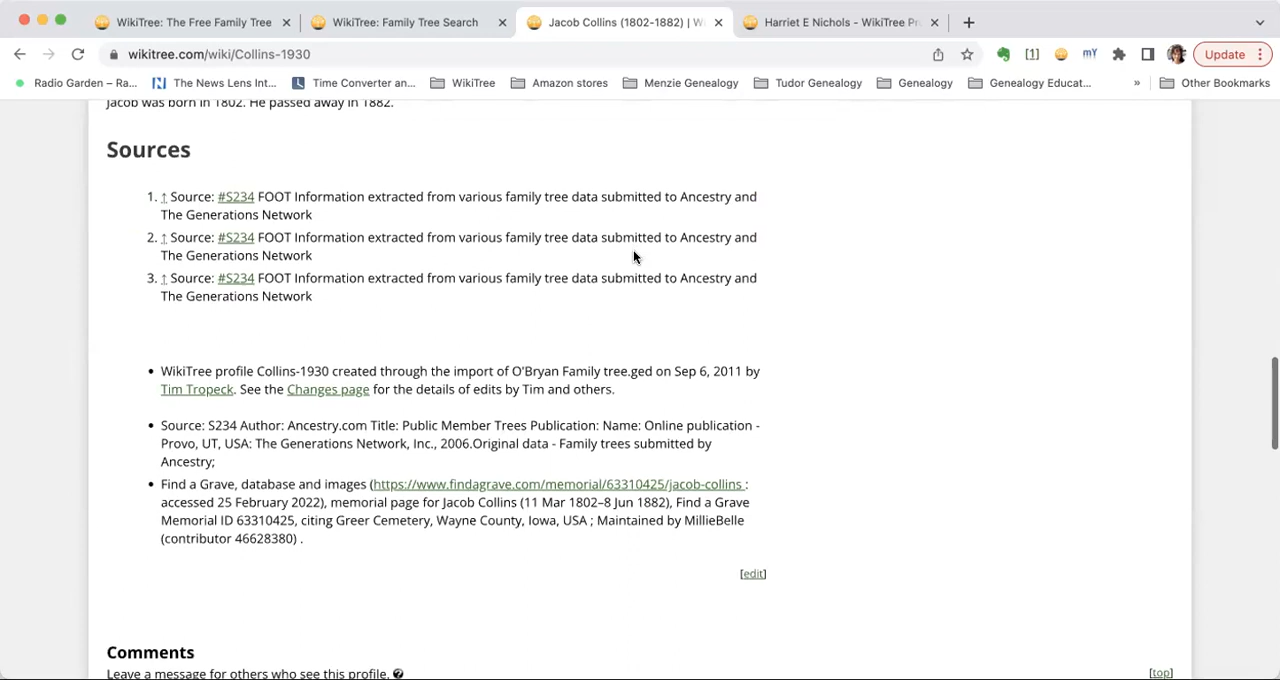 WikiTree: The Free Family Tree
WikiTree: Family Tree Search
Jacob Collins (1802-1882) | W
Harriet E Nichols - WikiTree Pr
wikitree.com/wiki/Collins-1930
[1]
mY
Update
Radio Garden – Ra...
The News Lens Int...
Time Converter an...
WikiTree
Amazon stores
Menzie Genealogy
Tudor Genealogy
Genealogy
Genealogy Educat...
»
Other Bookmarks
Jacob was born in 1802. He passed away in 1882.
Sources
1. ↑ Source: #S234 FOOT Information extracted from various family tree data submitted to Ancestry and
The Generations Network
2. ↑ Source: #S234 FOOT Information extracted from various family tree data submitted to Ancestry and
The Generations Network
3. ↑ Source: #S234 FOOT Information extracted from various family tree data submitted to Ancestry and
The Generations Network
• WikiTree profile Collins-1930 created through the import of O'Bryan Family tree.ged on Sep 6, 2011 by
Tim Tropeck. See the Changes page for the details of edits by Tim and others.
• Source: S234 Author: Ancestry.com Title: Public Member Trees Publication: Name: Online publication -
Provo, UT, USA: The Generations Network, Inc., 2006.Original data - Family trees submitted by
Ancestry;
• Find a Grave, database and images (https://www.findagrave.com/memorial/63310425/jacob-collins :
accessed 25 February 2022), memorial page for Jacob Collins (11 Mar 1802–8 Jun 1882), Find a Grave
Memorial ID 63310425, citing Greer Cemetery, Wayne County, Iowa, USA ; Maintained by MillieBelle
(contributor 46628380) .
[edit]
Comments
Leave a message for others who see this profile. ?
[top]